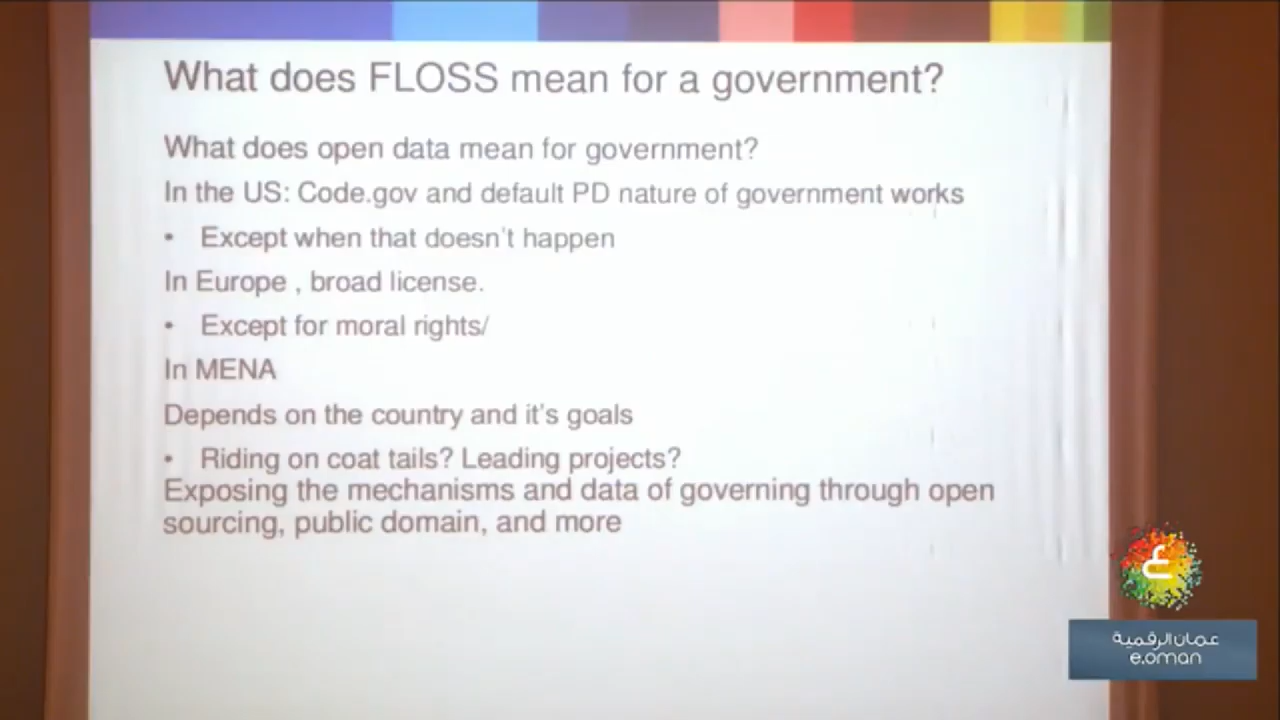 What does FLOSS mean for a government?
What does open data mean for government?
In the US: Code.gov and default PD nature of government works
• Except when that doesn't happen
In Europe , broad license.
• Except for moral rights/
In MENA
Depends on the country and it's goals
• Riding on coat tails? Leading projects?
Exposing the mechanisms and data of governing through open
sourcing, public domain, and more
ع
عمان الرقمية
e.oman